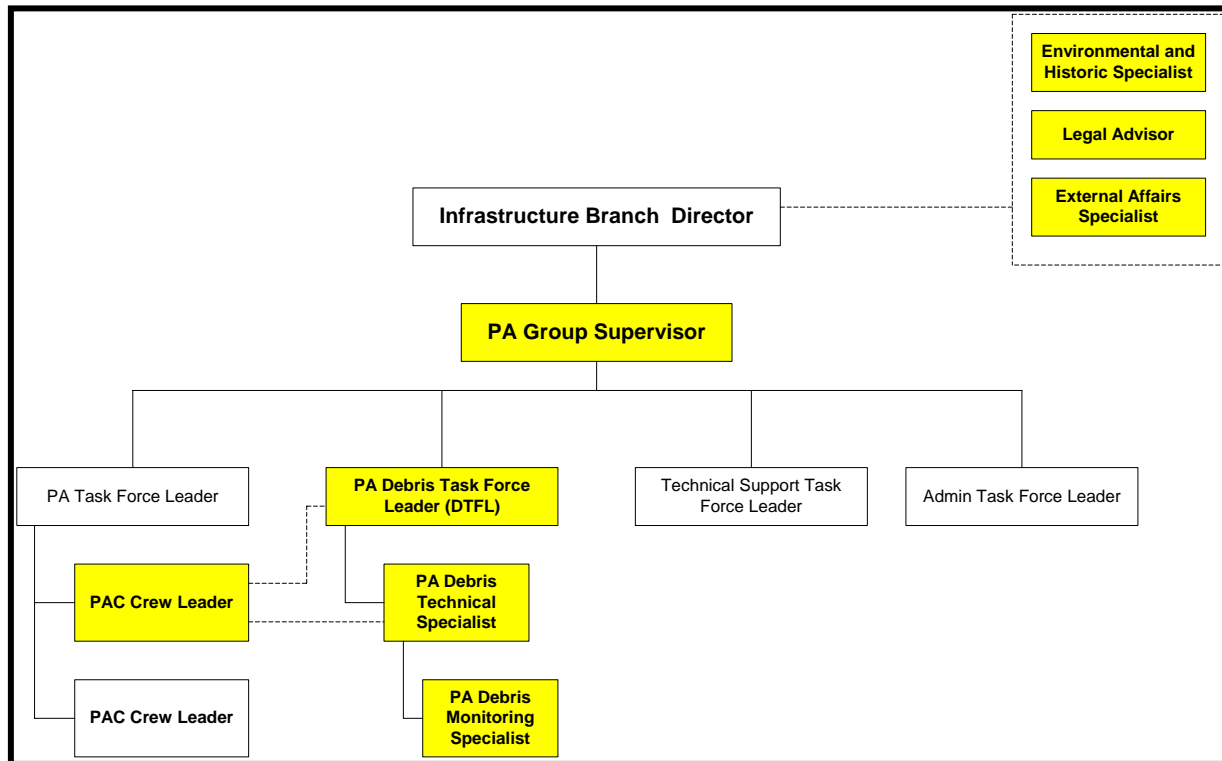 Environmental and
Historic Specialist
Legal Advisor
External Affairs
Specialist
Infrastructure Branch Director
PA Group Supervisor
PA Task Force Leader
PA Debris Task Force
Leader (DTFL)
Technical Support Task
Force Leader
Admin Task Force Leader
PAC Crew Leader
PA Debris
Technical
Specialist
PAC Crew Leader
PA Debris
Monitoring
Specialist